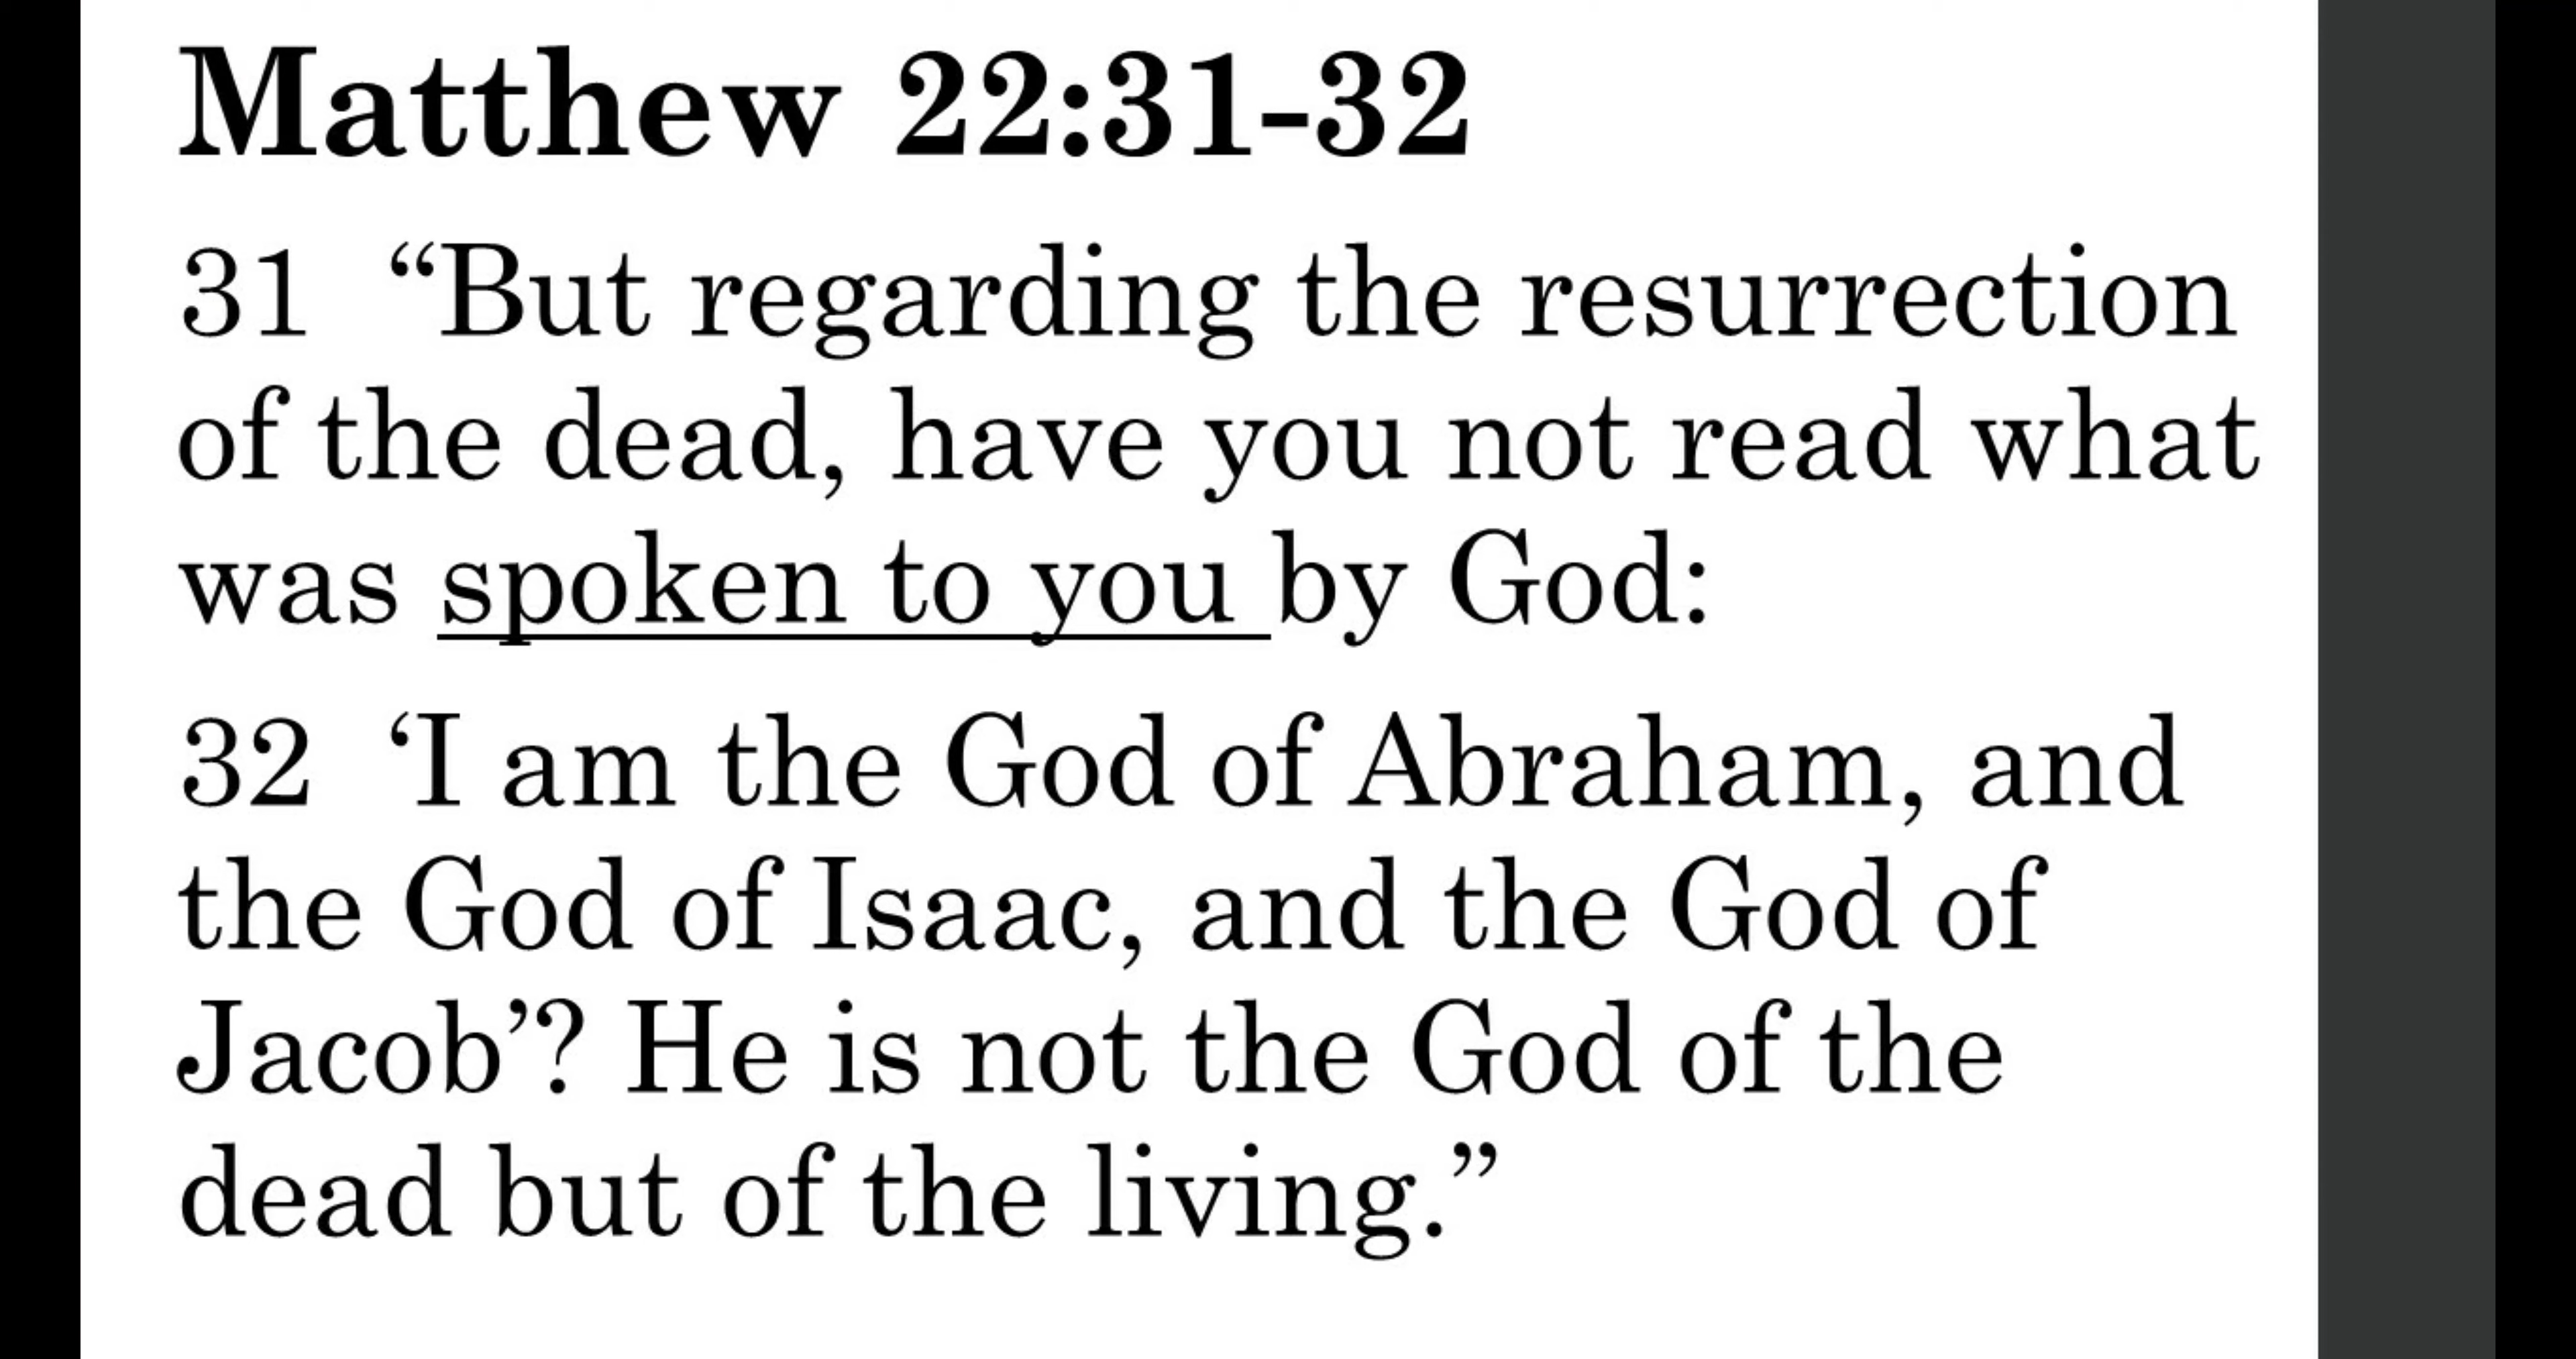 Matthew 22:31-32
31 “But regarding the resurrection
of the dead, have you not read what
was spoken to you by God:
32 ‘I am the God of Abraham, and
the God of Isaac, and the God of
Jacob’? He is not the God of the
dead but of the living.”